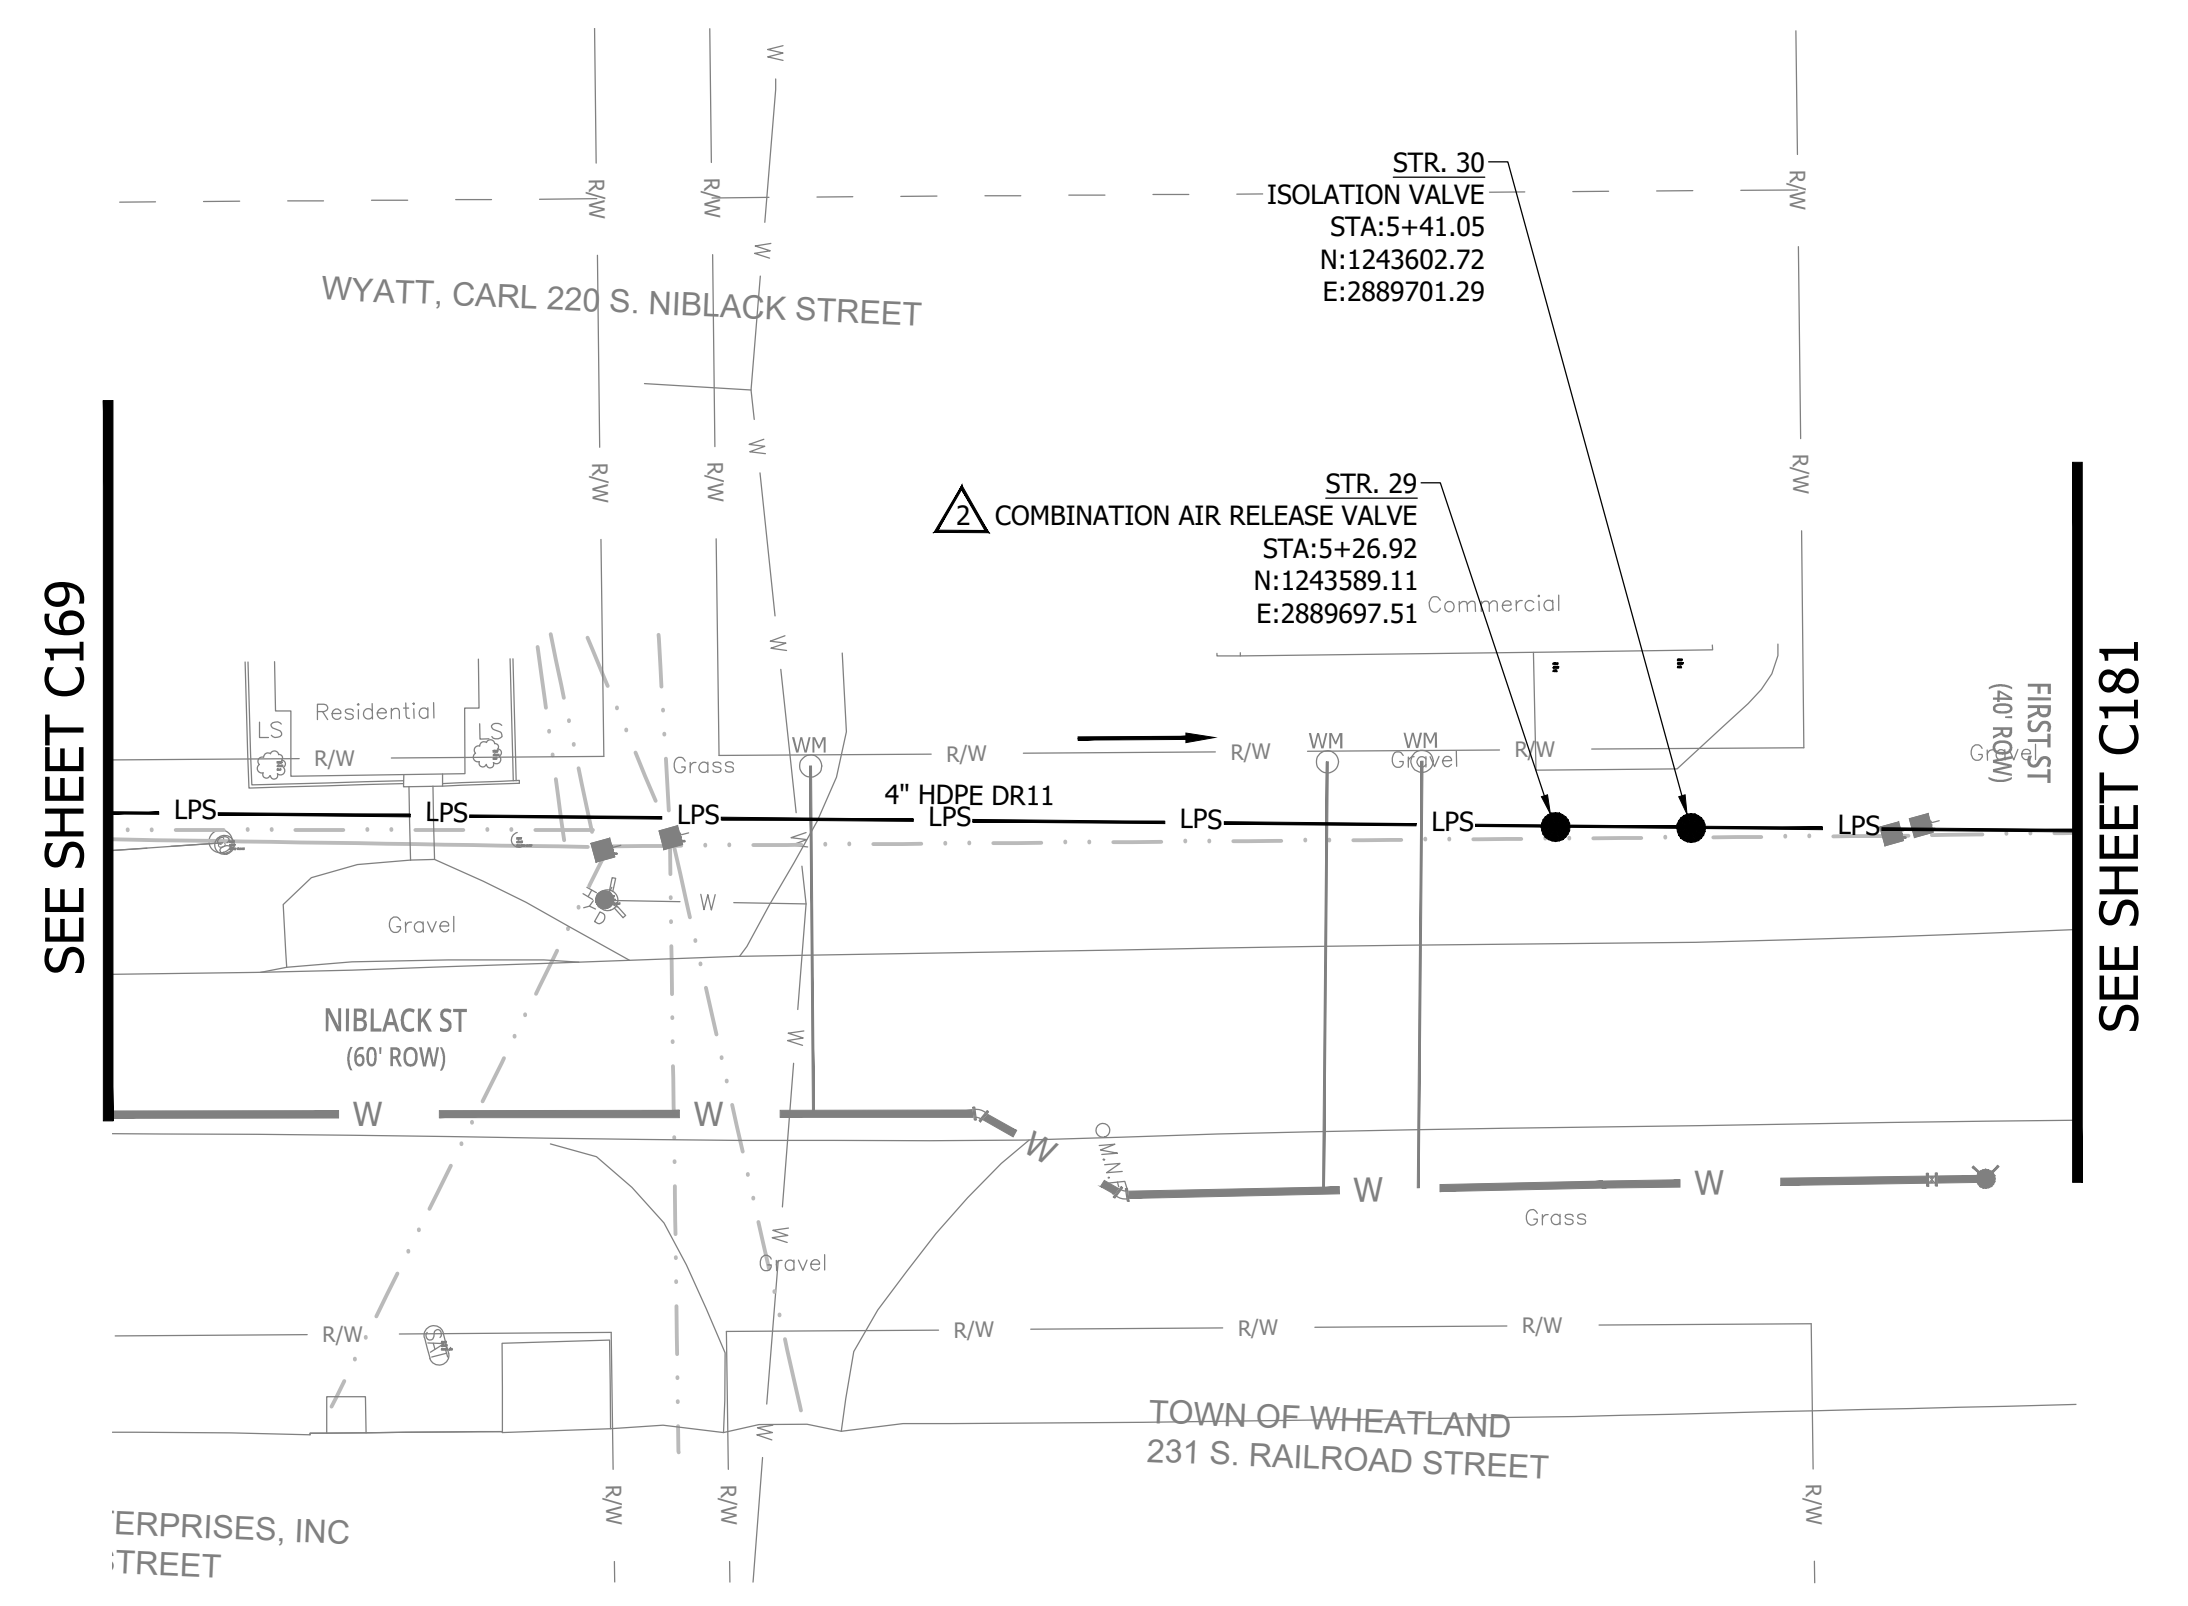 W
STR. 30
ISOLATION VALVE
STA:5+41.05
N:1243602.72
E:2889701.29
R/W
R/W
R/W
W
WYATT, CARL 220 S. NIBLACK STREET
W
R/W
R/W
R/W
STR. 29
2 COMBINATION AIR RELEASE VALVE
STA:5+26.92
N:1243589.11
E:2889697.51
Commercial
SEE SHEET C169
SEE SHEET C181
W
Residential
LS
LS
R/W
Grass
WM
R/W
R/W
WM
WM
Gravel
R/W
FIRST ST
(40' ROW)
Gravel
4" HDPE DR11
LPS
LPS
LPS
LPS
LPS
LPS
LPS
W
W
D
Gravel
NIBLACK ST
(60' ROW)
W
W
W
W
O
M.N.
W
W
Grass
W
Gravel
R/W
SAT
R/W
R/W
R/W
TOWN OF WHEATLAND
231 S. RAILROAD STREET
W
R/W
R/W
R/W
ERPRISES, INC
TREET